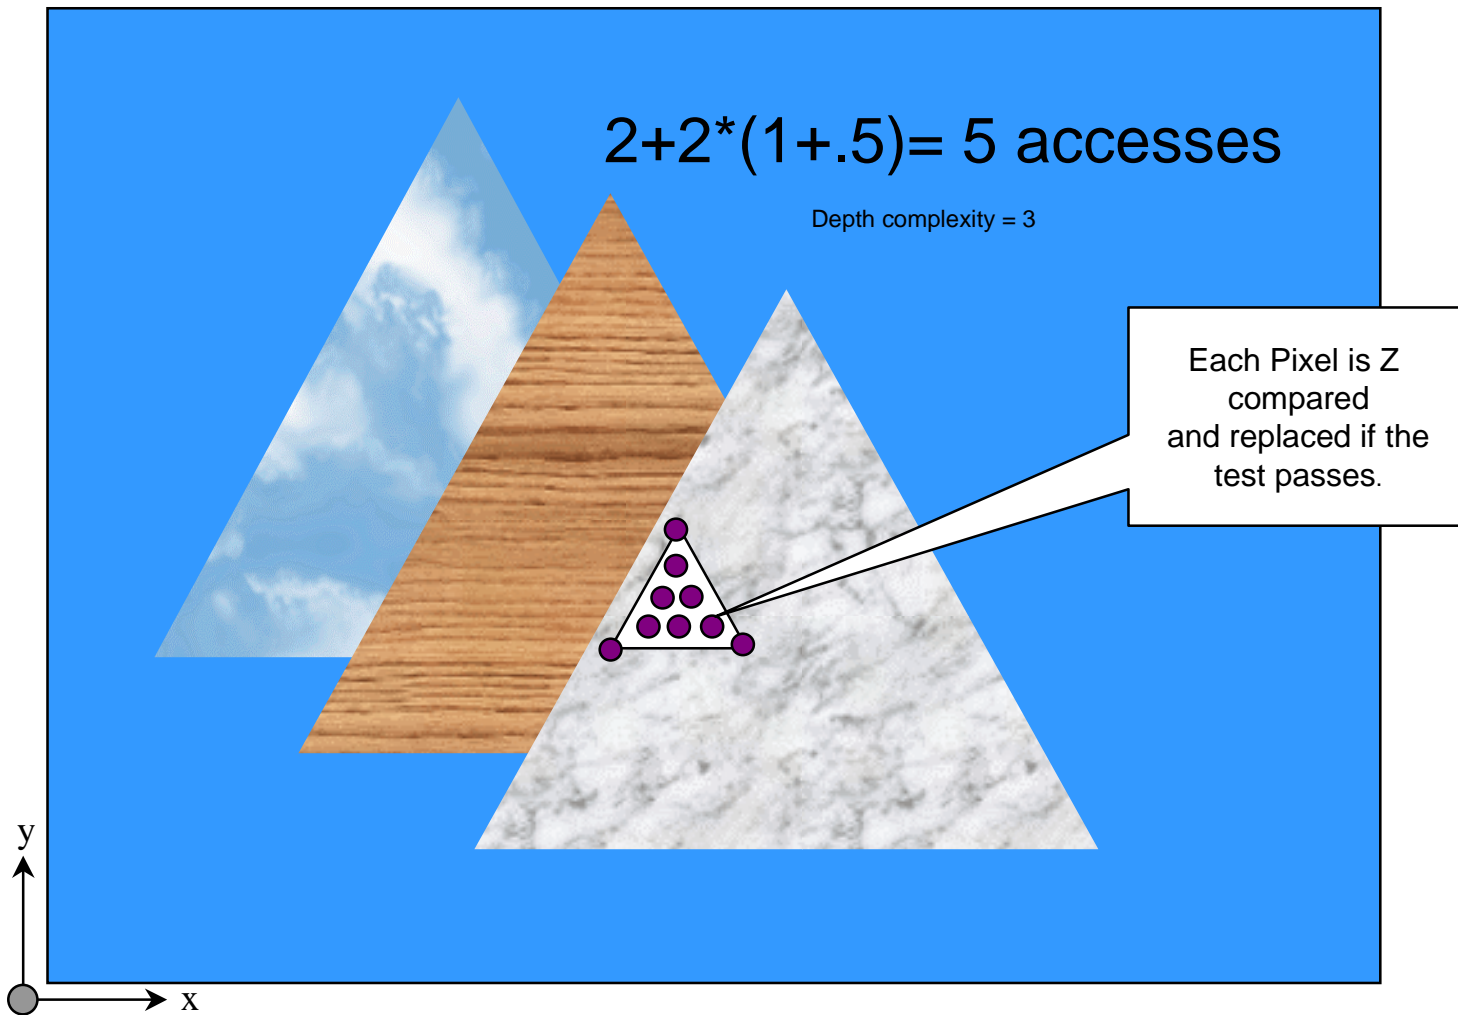 2+2*(1+.5)= 5 accesses
Depth complexity = 3
Each Pixel is Z
compared
and replaced if the
test passes.
y
x